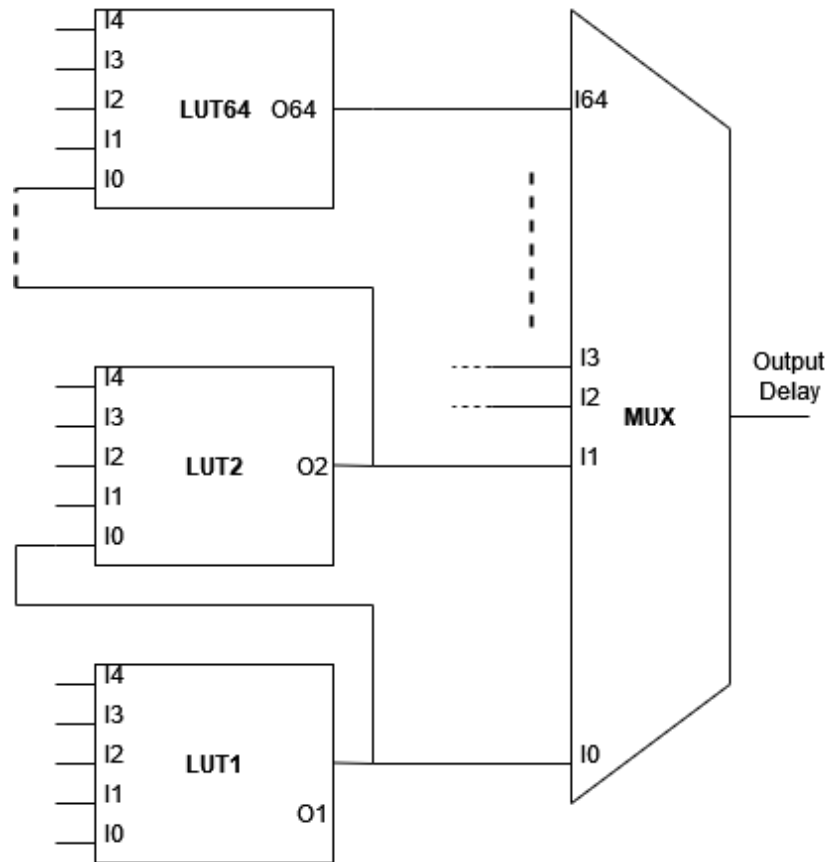 I4
I3
I2
I1
I0
LUT64
O64
I4
I3
I2
I1
I0
LUT2
O2
I4
I3
I2
I1
I0
LUT1
O1
I64
I3
I2
I1
I0
MUX
Output
Delay